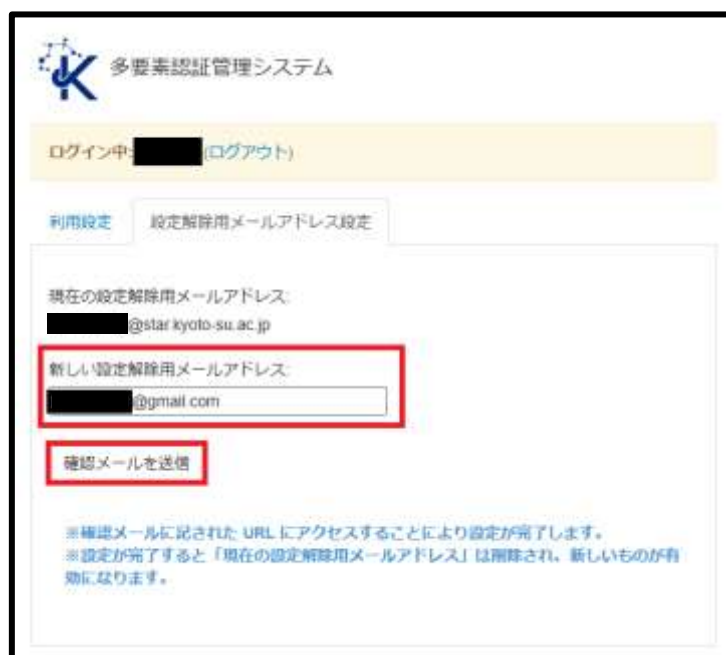 多要素認証管理システム
ログイン中: (ログアウト)
利用設定 設定解除用メールアドレス設定
現在の設定解除用メールアドレス:
@star.kyoto-su.ac.jp
新しい設定解除用メールアドレス:
@gmail.com
確認メールを送信
※確認メールに記された URL にアクセスすることにより設定が完了します。
※設定が完了すると「現在の設定解除用メールアドレス」は削除され、新しいものが有
効になります。